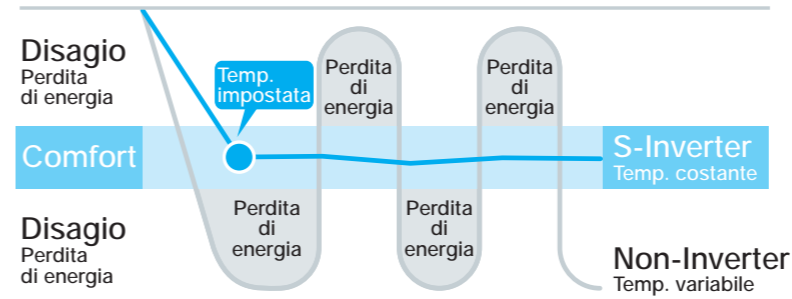 Disagio
Perdita
di energia
Temp.
impostata
Perdita
di
energia
Perdita
di
energia
Comfort
S-Inverter
Temp. costante
Disagio
Perdita
di energia
Perdita
di
energia
Perdita
di
energia
Non-Inverter
Temp. variabile